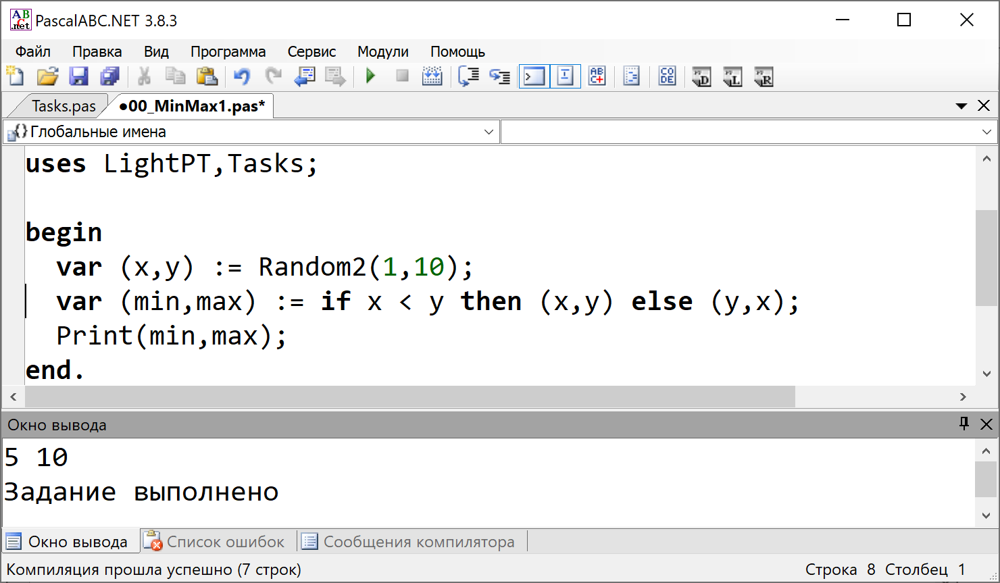 PascalABC.NET 3.8.3
Файл Правка Вид Программа Сервис Модули Помощь
Tasks.pas ●00_MinMax1.pas*
Глобальные имена
uses LightPT,Tasks;
begin
var (x,y) := Random2(1,10);
var (min,max) := if x < y then (x,y) else (y,x);
Print(min,max);
end.
Окно вывода
5 10
Задание выполнено
Окно вывода Список ошибок Сообщения компилятора
Компиляция прошла успешно (7 строк) Строка 8 Столбец 1